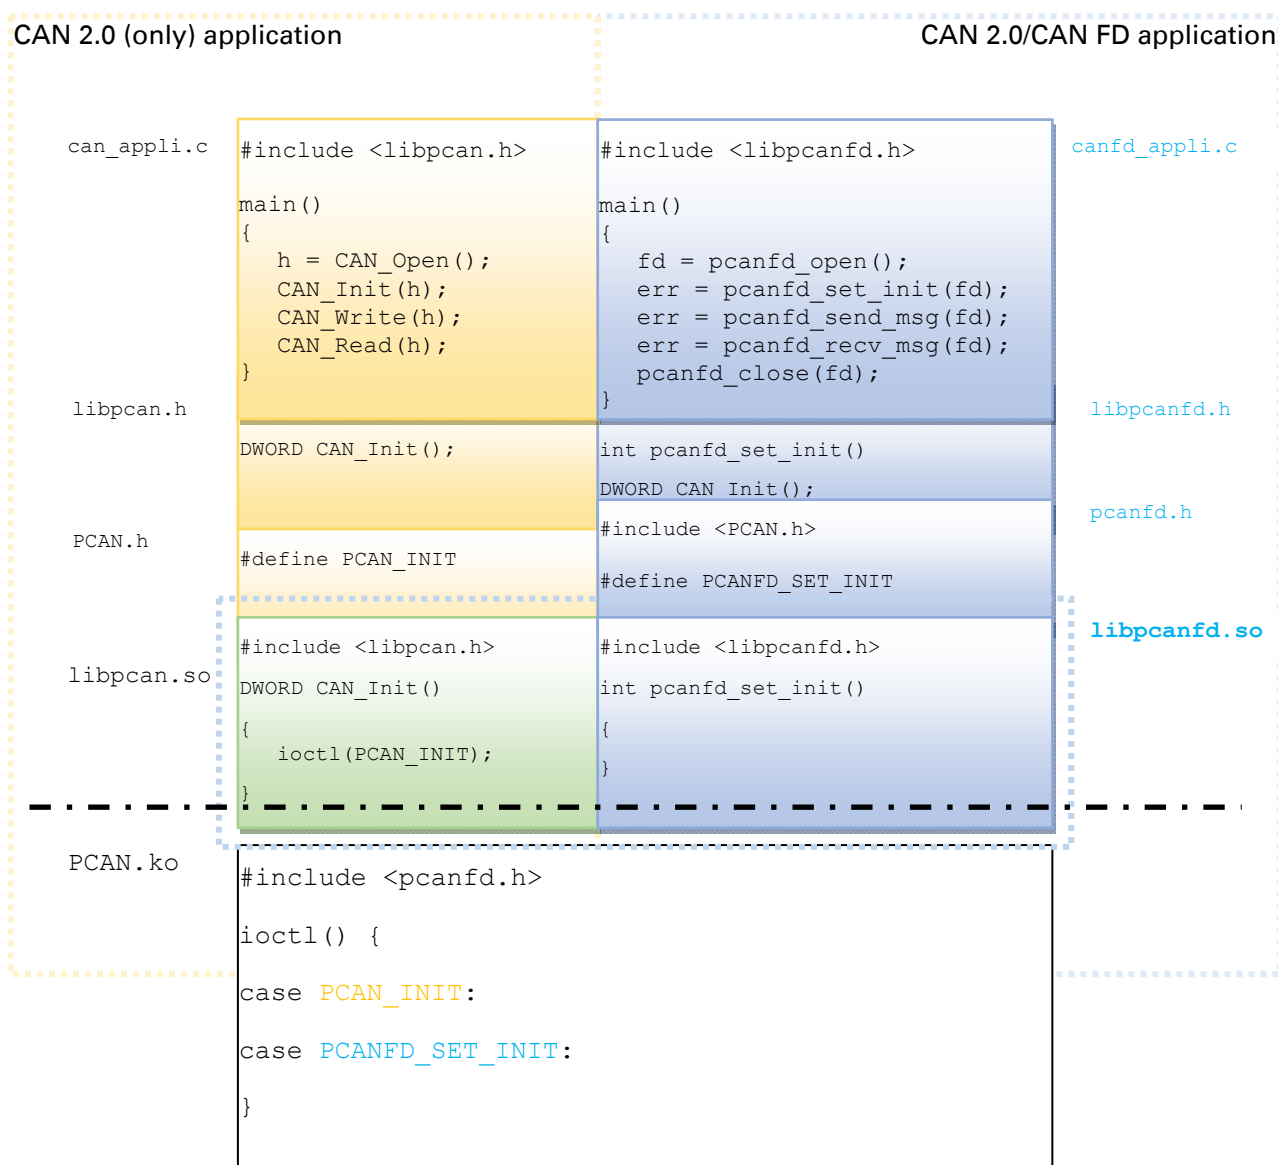 CAN 2.0 (only) application
CAN 2.0/CAN FD application
can_appli.c
#include <libpcan.h>
main()
{
h = CAN_Open();
CAN_Init(h);
CAN_Write(h);
CAN_Read(h);
}
#include <libpcanfd.h>
main()
{
fd = pcanfd_open();
err = pcanfd_set_init(fd);
err = pcanfd_send_msg(fd);
err = pcanfd_recv_msg(fd);
pcanfd_close(fd);
}
canfd_appli.c
libpcan.h
DWORD CAN_Init();
int pcanfd_set_init()
DWORD CAN_Init();
libpcanfd.h
PCAN.h
#define PCAN_INIT
#include <PCAN.h>
#define PCANFD_SET_INIT
pcanfd.h
libpcan.so
#include <libpcan.h>
DWORD CAN_Init()
{
ioctl(PCAN_INIT);
}
#include <libpcanfd.h>
int pcanfd_set_init()
{
}
libpcanfd.so
PCAN.ko
#include <pcanfd.h>
ioctl() {
case PCAN_INIT:
case PCANFD_SET_INIT:
}